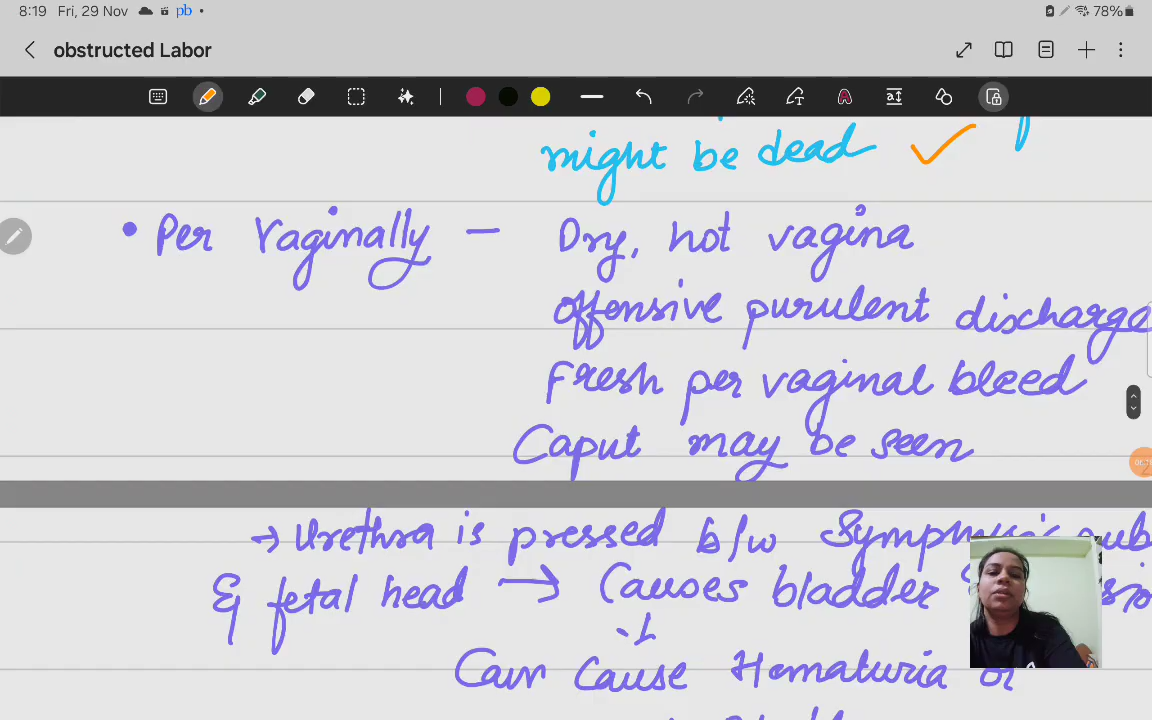 8:19 Fri, 29 Nov pb 78%
obstructed Labor
might be dead
• Per Vaginally - Dry, hot vagina
offensive purulent discharge
Fresh per vaginal bleed
Caput may be seen
→ Urethra is pressed b/w
& fetal head → Causes bladder
Can Cause Hematuria or